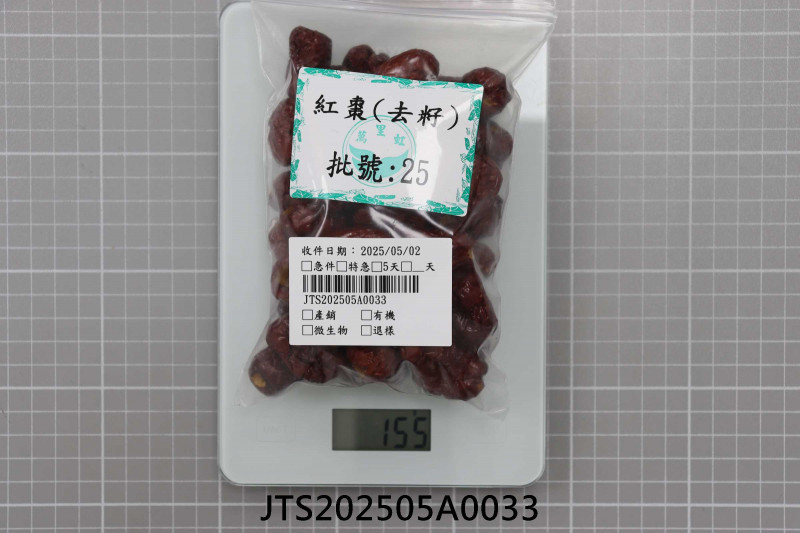 紅棗(去籽)
萬里虹
批號:25
收件日期：2025/05/02
□急件□特急□5天□__天
JTS202505A0033
□產銷 □有機
□微生物 □退樣
155
JTS202505A0033